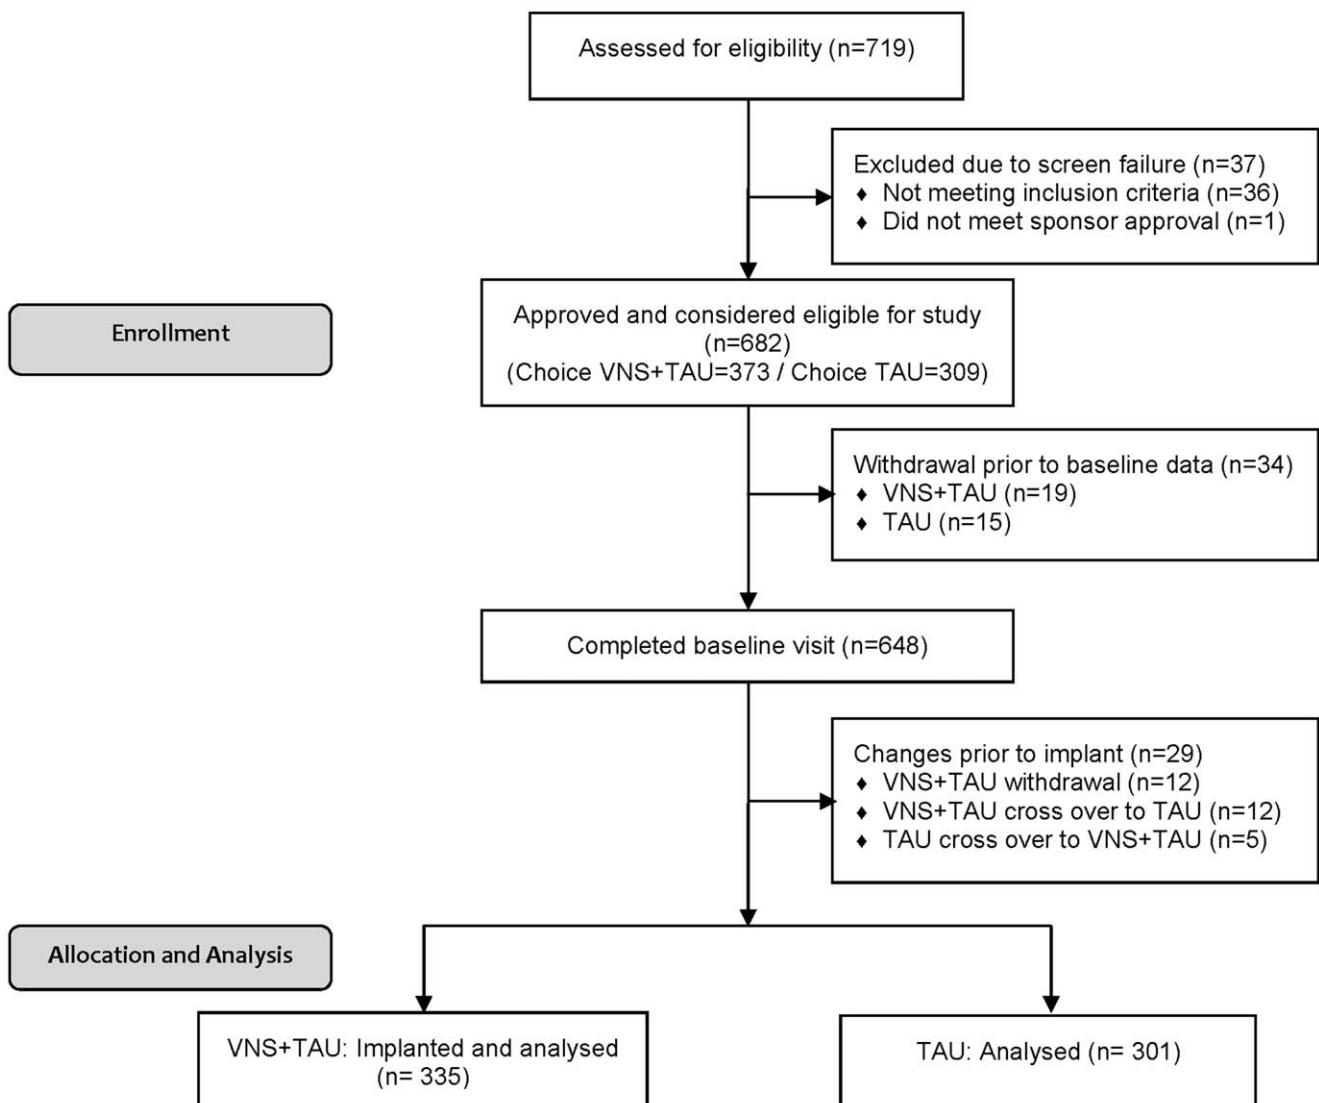 Assessed for eligibility (n=719)
Excluded due to screen failure (n=37)
♦ Not meeting inclusion criteria (n=36)
♦ Did not meet sponsor approval (n=1)
Enrollment
Approved and considered eligible for study
(n=682)
(Choice VNS+TAU=373 / Choice TAU=309)
Withdrawal prior to baseline data (n=34)
♦ VNS+TAU (n=19)
♦ TAU (n=15)
Completed baseline visit (n=648)
Changes prior to implant (n=29)
♦ VNS+TAU withdrawal (n=12)
♦ VNS+TAU cross over to TAU (n=12)
♦ TAU cross over to VNS+TAU (n=5)
Allocation and Analysis
VNS+TAU: Implanted and analysed
(n= 335)
TAU: Analysed (n= 301)